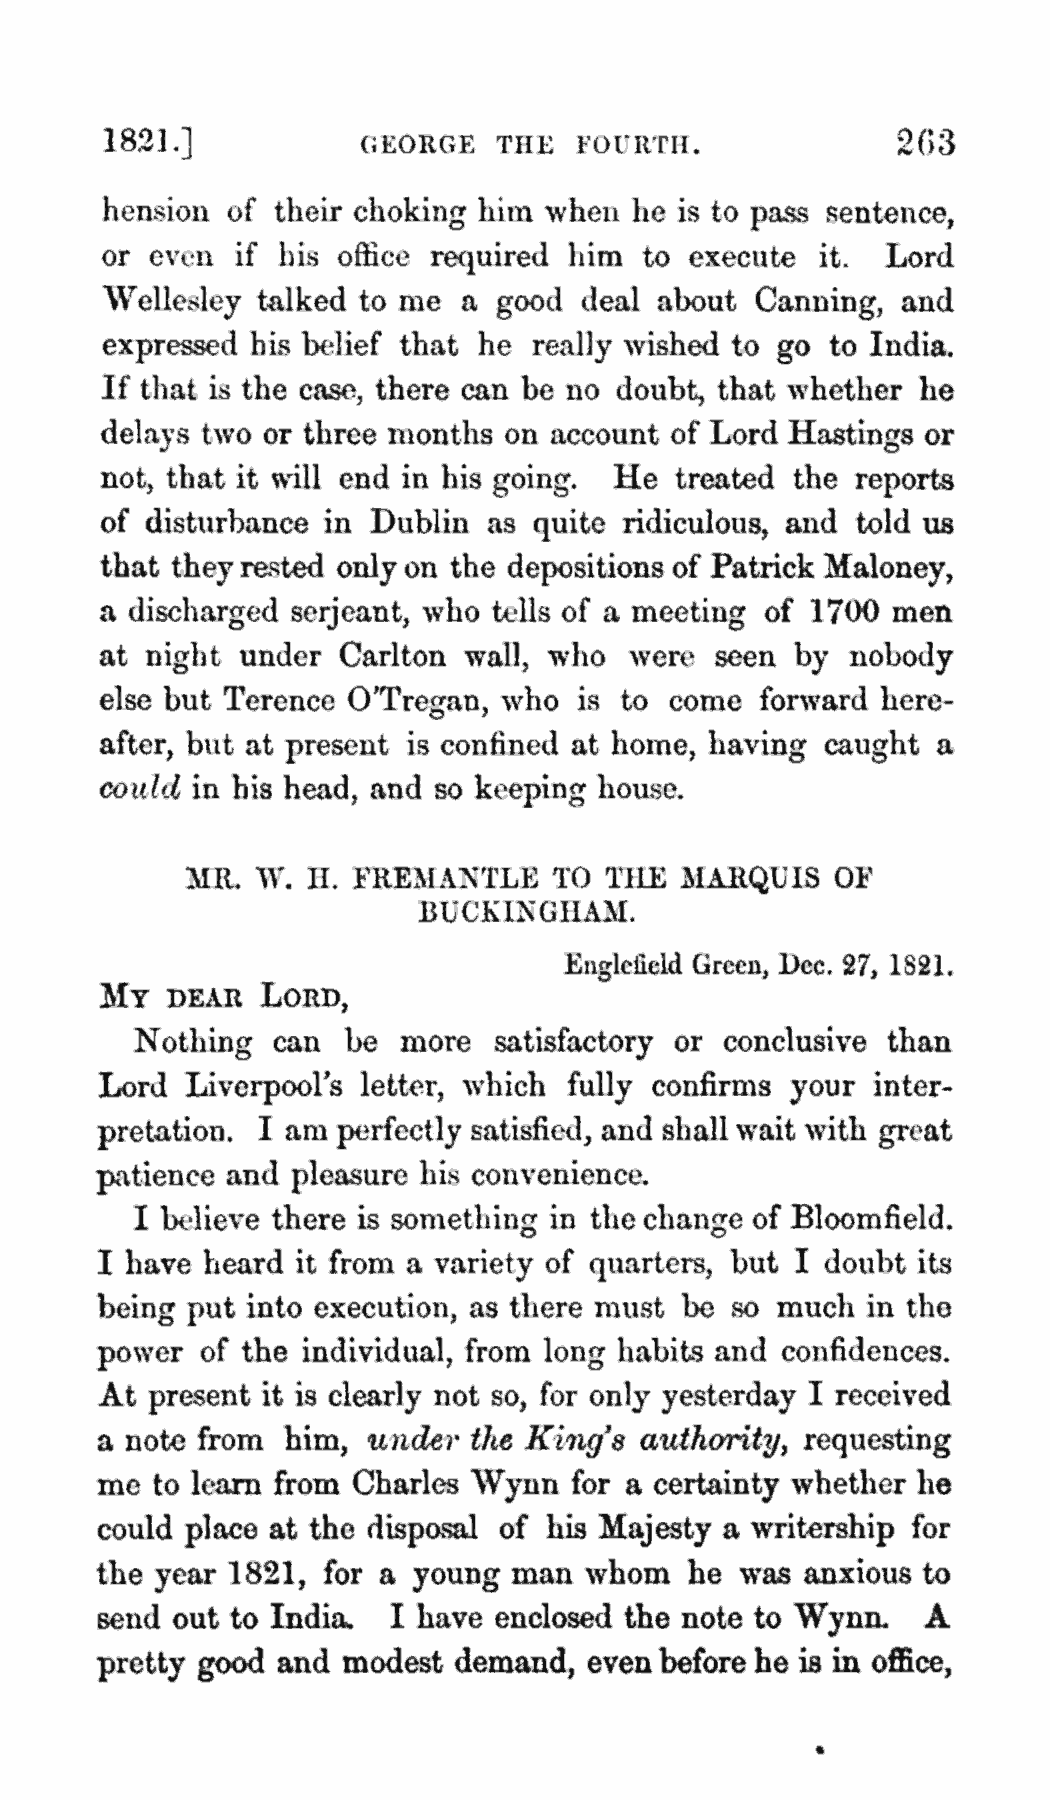 1821.] GEORGE THE FOURTH. 263
hension of their choking him when he is to pass sentence,
or even if his office required him to execute it. Lord
Wellesley talked to me a good deal about Canning, and
expressed his belief that he really wished to go to India.
If that is the case, there can be no doubt, that whether he
delays two or three months on account of Lord Hastings or
not, that it will end in his going. He treated the reports
of disturbance in Dublin as quite ridiculous, and told us
that they rested only on the depositions of Patrick Maloney,
a discharged serjeant, who tells of a meeting of 1700 men
at night under Carlton wall, who were seen by nobody
else but Terence O'Tregan, who is to come forward here-
after, but at present is confined at home, having caught a
could in his head, and so keeping house.
MR. W. H. FREMANTLE TO THE MARQUIS OF
BUCKINGHAM.
Englefield Green, Dec. 27, 1821.
MY DEAR LORD,
Nothing can be more satisfactory or conclusive than
Lord Liverpool's letter, which fully confirms your inter-
pretation. I am perfectly satisfied, and shall wait with great
patience and pleasure his convenience.
I believe there is something in the change of Bloomfield.
I have heard it from a variety of quarters, but I doubt its
being put into execution, as there must be so much in the
power of the individual, from long habits and confidences.
At present it is clearly not so, for only yesterday I received
a note from him, under the King's authority, requesting
me to learn from Charles Wynn for a certainty whether he
could place at the disposal of his Majesty a writership for
the year 1821, for a young man whom he was anxious to
send out to India. I have enclosed the note to Wynn. A
pretty good and modest demand, even before he is in office,